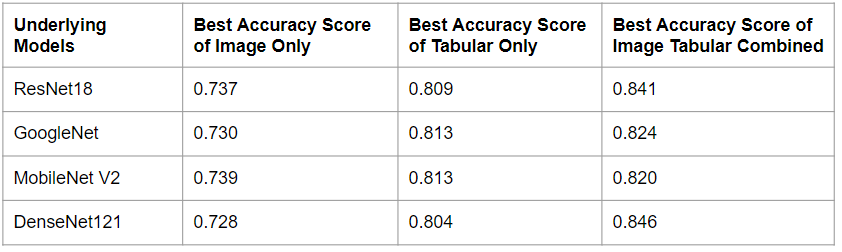 Underlying Models Best Accuracy Score of Image Only Best Accuracy Score of Tabular Only Best Accuracy Score of Image Tabular Combined
ResNet18 0.737 0.809 0.841
GoogleNet 0.730 0.813 0.824
MobileNet V2 0.739 0.813 0.820
DenseNet121 0.728 0.804 0.846